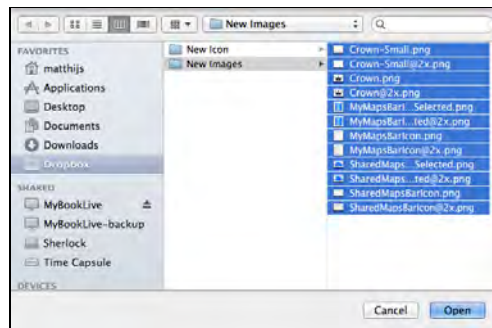 New Images
FAVORITES
matthijs
Applications
Desktop
Documents
Downloads
Dropbox
SHARED
MyBookLive
MyBookLive-backup
Sherlock
Time Capsule
DEVICES
New Icon
New Images
Crown-Small.png
Crown-Small@2x.png
Crown.png
Crown@2x.png
MyMapsBarI...Selected.png
MyMapsBarI...ted@2x.png
MyMapsBarIcon.png
MyMapsBarIcon@2x.png
SharedMaps...Selected.png
SharedMaps...ted@2x.png
SharedMapsBarIcon.png
SharedMapsBarIcon@2x.png
Cancel
Open